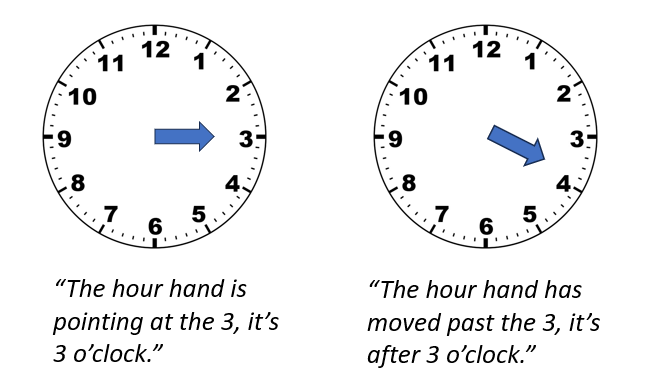 12
11 1
10 2
9 3
8 4
7 5
6
“The hour hand is
pointing at the 3, it’s
3 o’clock.”
12
11 1
10 2
9 3
8 4
7 5
6
“The hour hand has
moved past the 3, it’s
after 3 o’clock.”